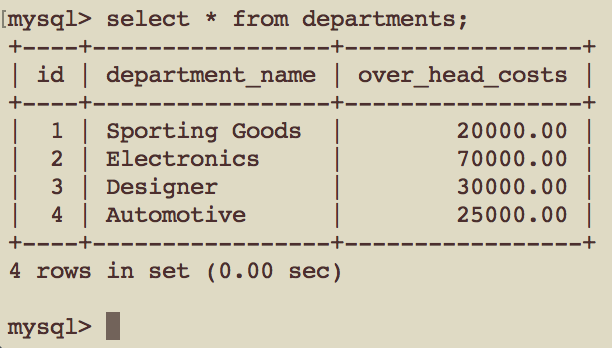 [mysql> select * from departments;
+----+-----------------+-----------------+
| id | department_name | over_head_costs |
+----+-----------------+-----------------+
| 1 | Sporting Goods | 20000.00 |
| 2 | Electronics | 70000.00 |
| 3 | Designer | 30000.00 |
| 4 | Automotive | 25000.00 |
+----+-----------------+-----------------+
4 rows in set (0.00 sec)
mysql>